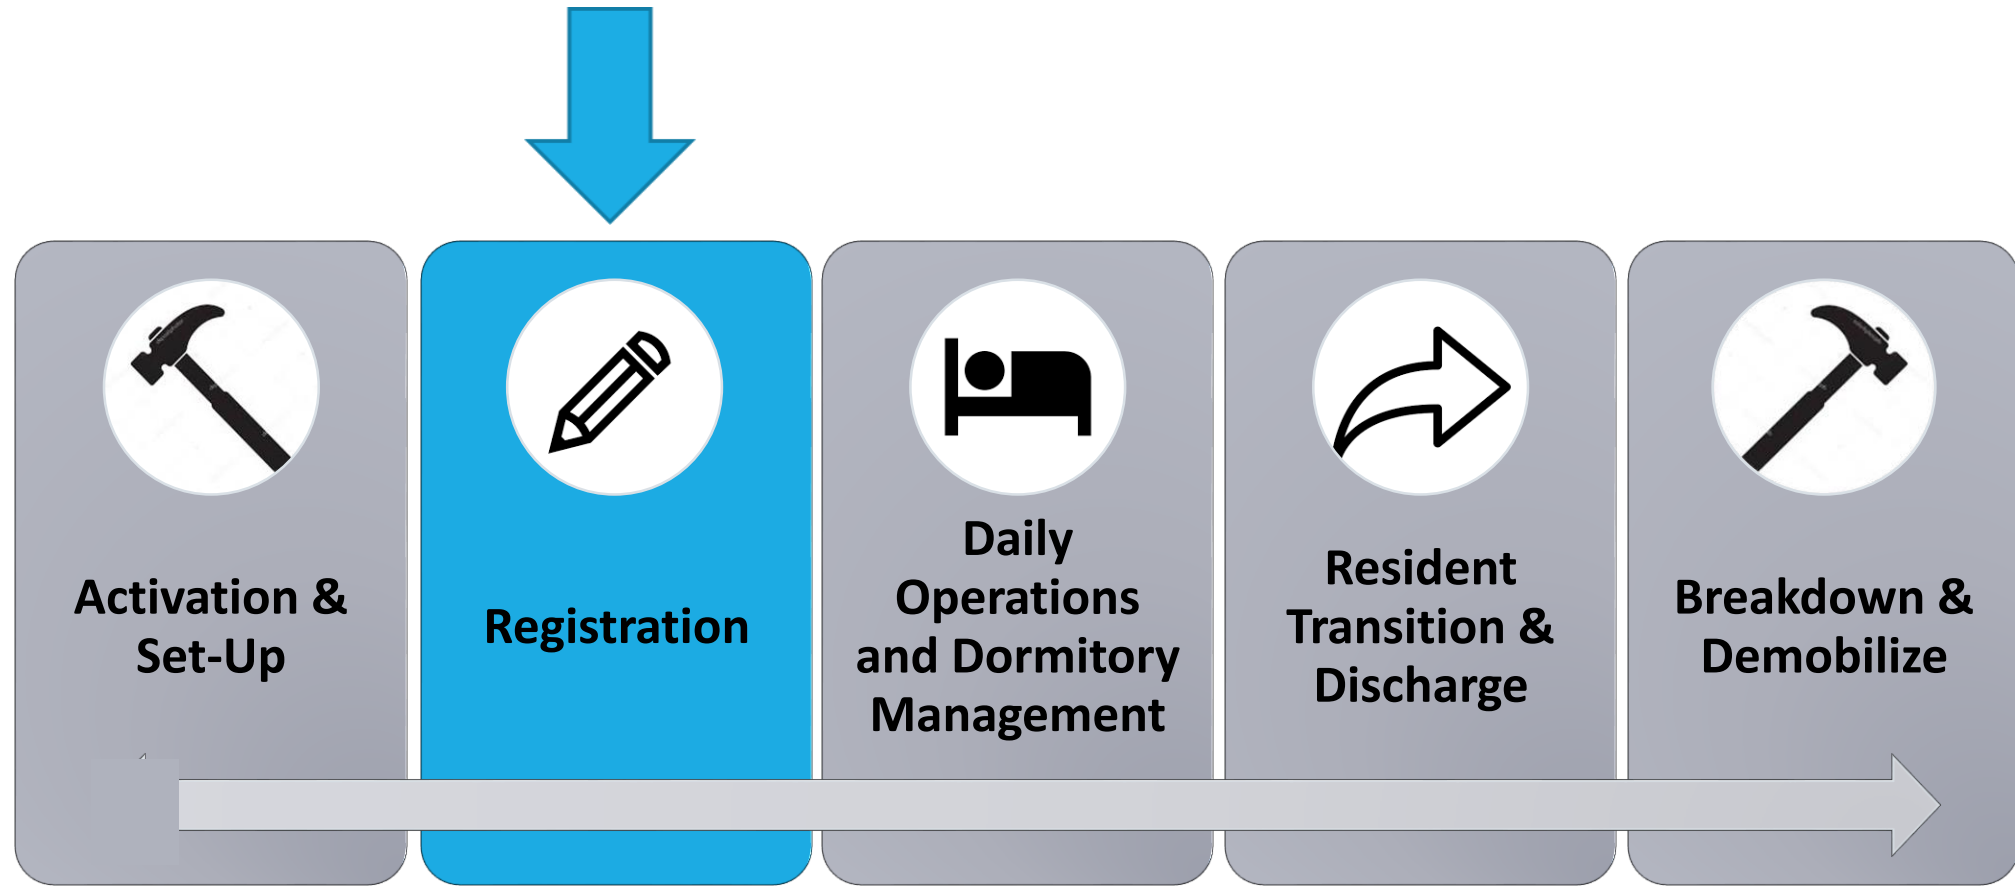 Activation &
Set-Up
Registration
Daily
Operations
and Dormitory
Management
Resident
Transition &
Discharge
Breakdown &
Demobilize